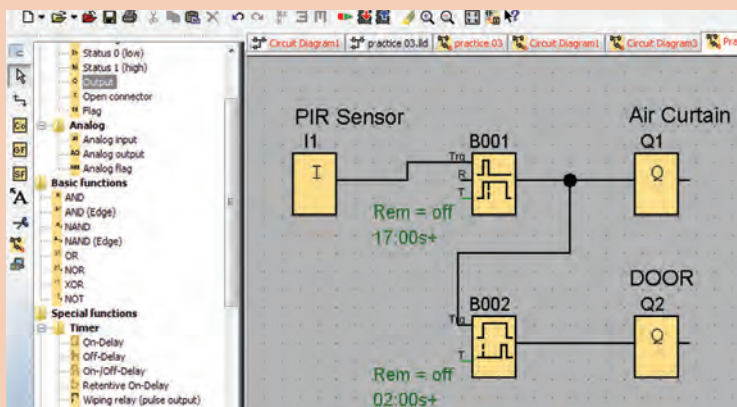 Circuit Diagram1
practice 03.lld
practice 03
Circuit Diagram1
Circuit Diagram3
Pra
Status 0 (low)
Status 1 (high)
Output
Open connector
Flag
Analog
Analog input
Analog output
Analog flag
Basic functions
AND
AND (Edge)
NAND
NAND (Edge)
OR
NOR
XOR
NOT
Special functions
Timer
On-Delay
Off-Delay
On-/Off-Delay
Retentive On-Delay
Wiping relay (pulse output)
Co
GF
SF
A
PIR Sensor
I1
I
B001
Trg
R
T
Rem = off
17:00s+
Air Curtain
Q1
Q
B002
Trg
T
Rem = off
02:00s+
DOOR
Q2
Q